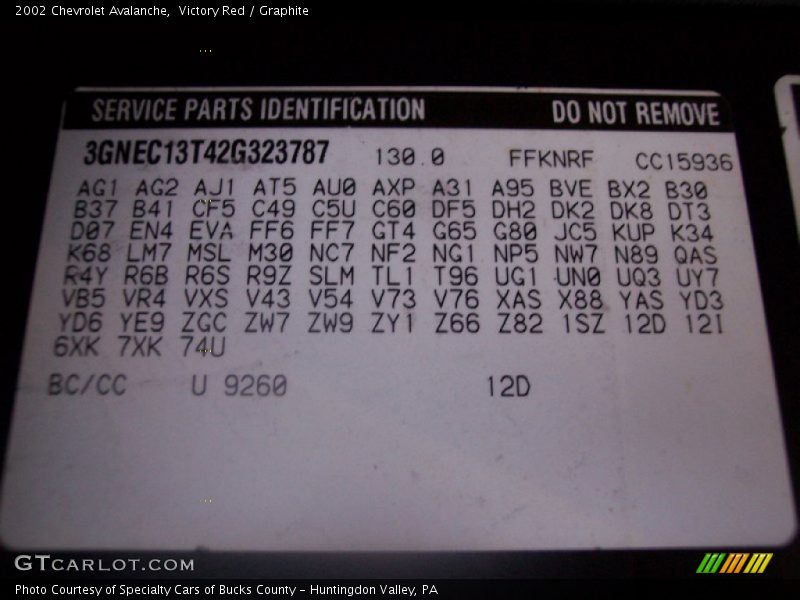 2002 Chevrolet Avalanche,  Victory Red / Graphite
SERVICE PARTS IDENTIFICATION DO NOT REMOVE
3GNEC13T42G323787 130.0 FFKNRF CC15936
AG1 AG2 AJ1 AT5 AU0 AXP A31 A95 BVE BX2 B30
B37 B41 CF5 C49 C5U C60 DF5 DH2 DK2 DK8 DT3
D07 EN4 EVA FF6 FF7 GT4 G65 G80 JC5 KUP K34
K68 LM7 MSL M30 NC7 NF2 NG1 NP5 NW7 N89 QAS
R4Y R6B R6S R9Z SLM TL1 T96 UG1 UN0 UQ3 UY7
VB5 VR4 VXS V43 V54 V73 V76 XAS X88 YAS YD3
YD6 YE9 ZGC ZW7 ZW9 ZY1 Z66 Z82 1SZ 12D 12I
6XK 7XK 74U
BC/CC U 9260 12D
GTCARLOT.COM
Photo Courtesy of Specialty Cars of Bucks County - Huntingdon Valley, PA